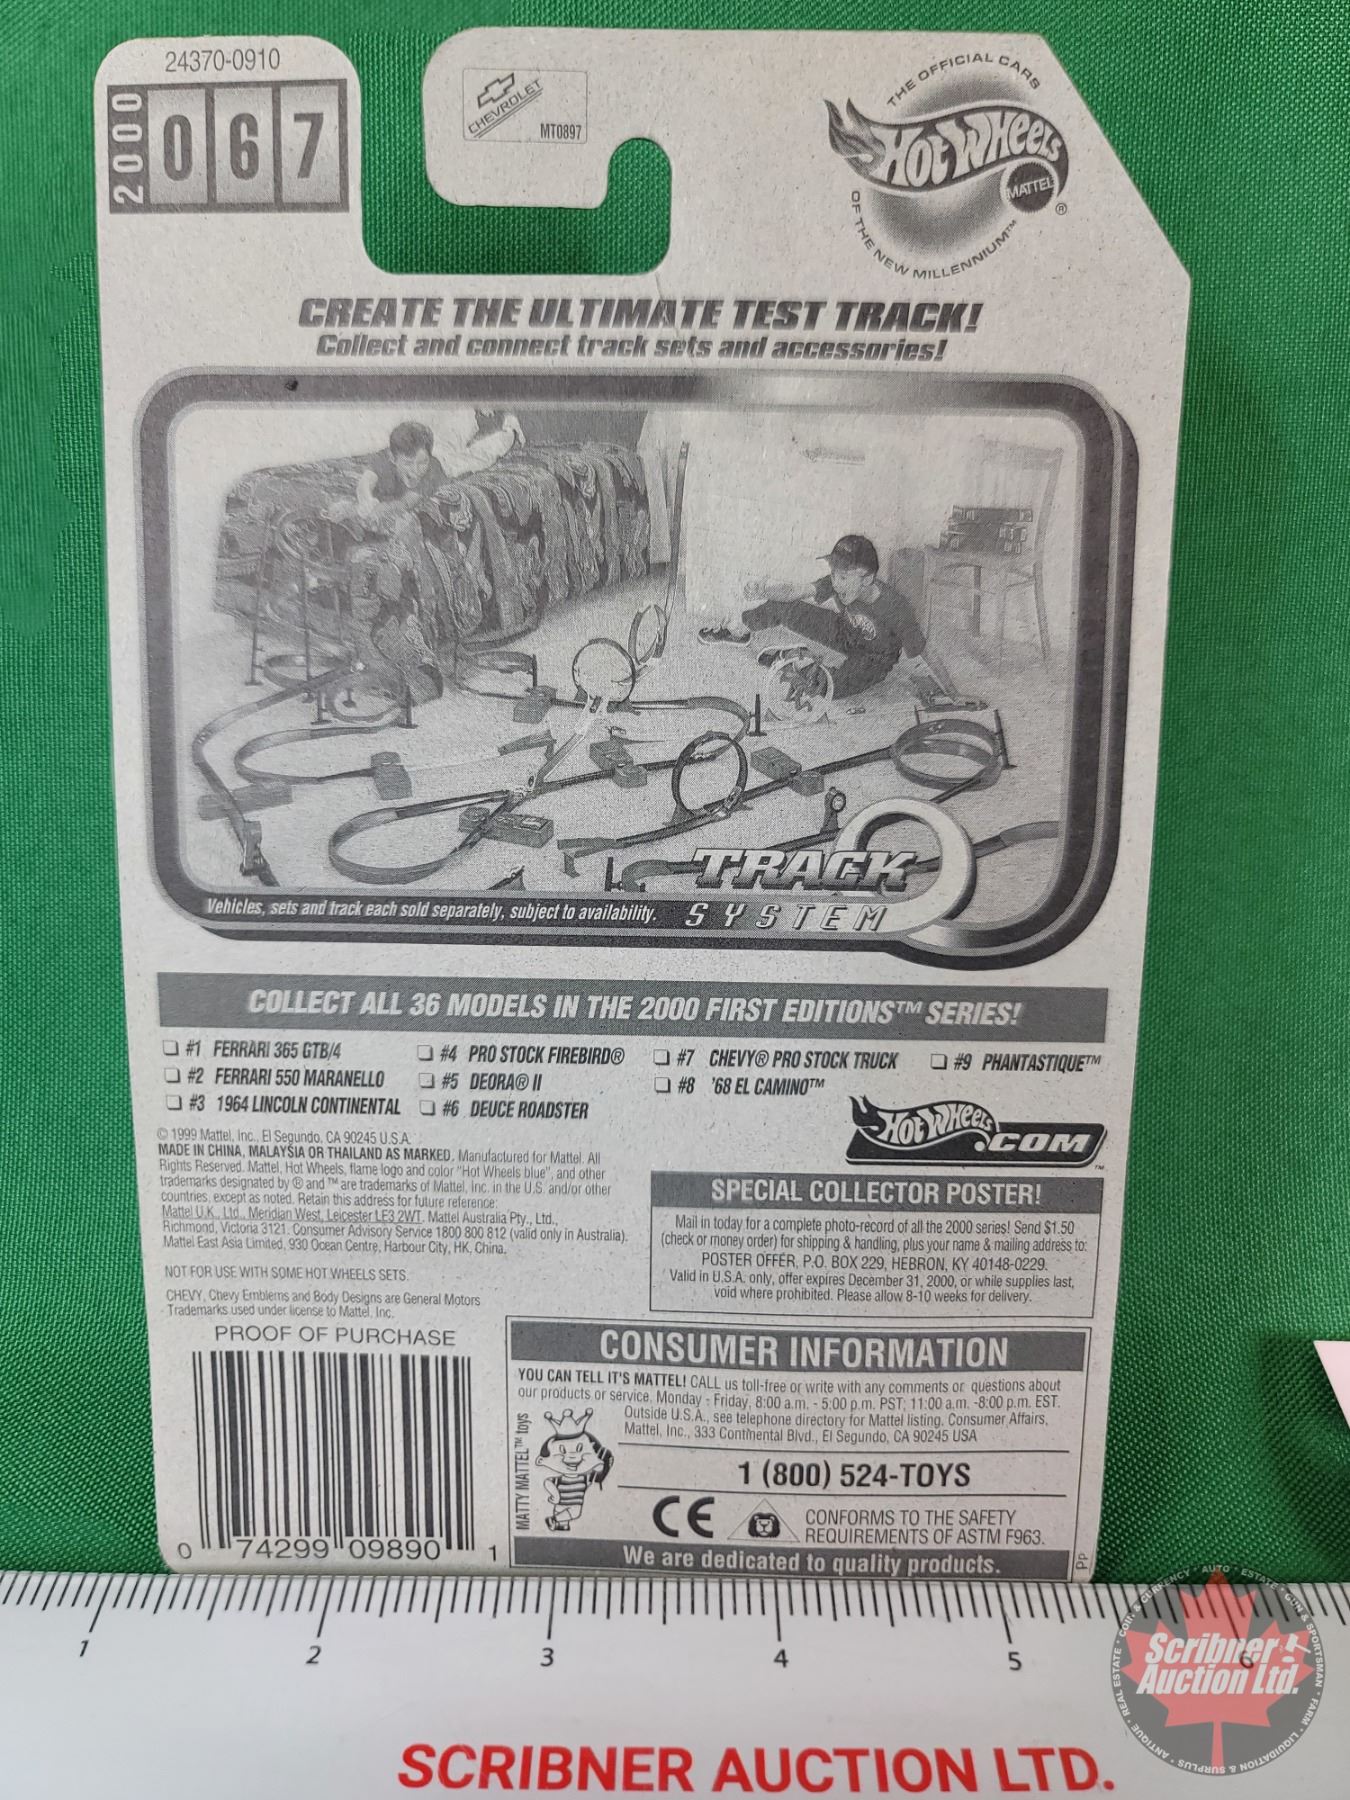 24370-0910
2000
067
CHEVROLET
MT0897
THE OFFICIAL CARS
HOT WHEELS
MATTEL
®
OF THE NEW MILLENNIUM™
CREATE THE ULTIMATE TEST TRACK!
Collect and connect track sets and accessories!
TRACK
SYSTEM
Vehicles, sets and track each sold separately, subject to availability.
COLLECT ALL 36 MODELS IN THE 2000 FIRST EDITIONS™ SERIES!
#1 FERRARI 365 GTB/4
#2 FERRARI 550 MARANELLO
#3 1964 LINCOLN CONTINENTAL
#4 PRO STOCK FIREBIRD®
#5 DEORA® II
#6 DEUCE ROADSTER
#7 CHEVY® PRO STOCK TRUCK
#8 '68 EL CAMINO™
#9 PHANTASTIQUE™
HOT WHEELS .COM™
© 1999 Mattel, Inc., El Segundo, CA 90245 U.S.A.
MADE IN CHINA, MALAYSIA OR THAILAND AS MARKED. Manufactured for Mattel. All
Rights Reserved. Mattel, Hot Wheels, flame logo and color "Hot Wheels blue", and other
trademarks designated by ® and ™ are trademarks of Mattel, Inc. in the U.S. and/or other
countries, except as noted. Retain this address for future reference:
Mattel U.K., Ltd., Meridian West, Leicester LE3 2WT. Mattel Australia Pty., Ltd.,
Richmond, Victoria 3121. Consumer Advisory Service 1800 800 812 (valid only in Australia).
Mattel East Asia Limited, 930 Ocean Centre, Harbour City, HK, China.
NOT FOR USE WITH SOME HOT WHEELS SETS.
CHEVY, Chevy Emblems and Body Designs are General Motors
Trademarks used under license to Mattel, Inc.
SPECIAL COLLECTOR POSTER!
Mail in today for a complete photo-record of all the 2000 series! Send $1.50
(check or money order) for shipping & handling, plus your name & mailing address to:
POSTER OFFER, P.O. BOX 229, HEBRON, KY 40148-0229.
Valid in U.S.A. only, offer expires December 31, 2000, or while supplies last,
void where prohibited. Please allow 8-10 weeks for delivery.
PROOF OF PURCHASE
0 74299 09890 1
CONSUMER INFORMATION
YOU CAN TELL IT'S MATTEL! CALL us toll-free or write with any comments or questions about
our products or service, Monday - Friday, 8:00 a.m. - 5:00 p.m. PST; 11:00 a.m. -8:00 p.m. EST.
Outside U.S.A., see telephone directory for Mattel listing. Consumer Affairs,
Mattel, Inc., 333 Continental Blvd., El Segundo, CA 90245 USA
MATTY MATTEL™ toys
1 (800) 524-TOYS
CE
CONFORMS TO THE SAFETY
REQUIREMENTS OF ASTM F963.
We are dedicated to quality products.
Pp
1 2 3 4 5 6
SCRIBNER AUCTION LTD.
Scribner
Auction Ltd.
COIN & CURRENCY • AUTO • ESTATE • GUN & SPORTSMAN • FARM • LIQUIDATION & SURPLUS • ANTIQUE • REAL ESTATE